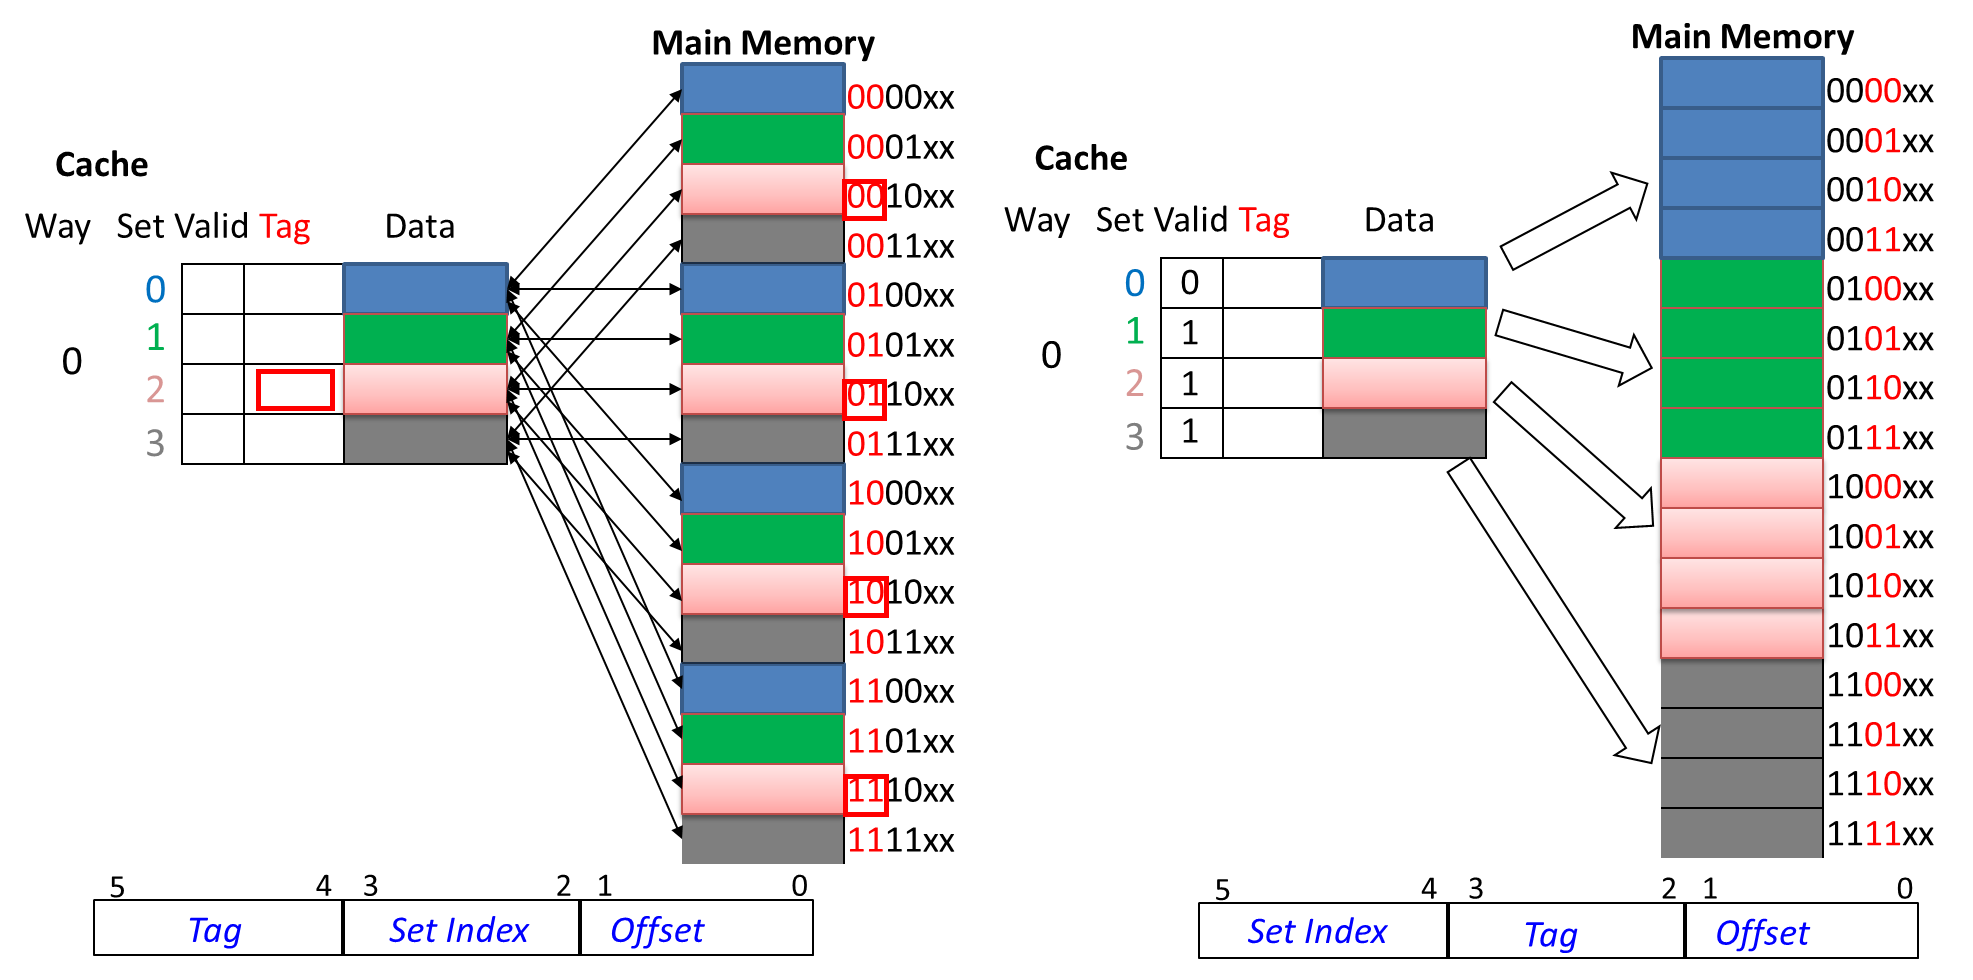 Main Memory
0000xx
0001xx
Cache
0010xx
Way Set Valid Tag Data
0011xx
0
0100xx
1
0101xx
0
2
0110xx
3
0111xx
1000xx
1001xx
1010xx
1011xx
1100xx
1101xx
1110xx
1111xx
5 4 3 2 1 0
Tag Set Index Offset
Main Memory
0000xx
0001xx
Cache
0010xx
Way Set Valid Tag Data
0011xx
0 0
0100xx
1 1
0101xx
0
2 1
0110xx
3 1
0111xx
1000xx
1001xx
1010xx
1011xx
1100xx
1101xx
1110xx
1111xx
5 4 3 2 1 0
Set Index Tag Offset